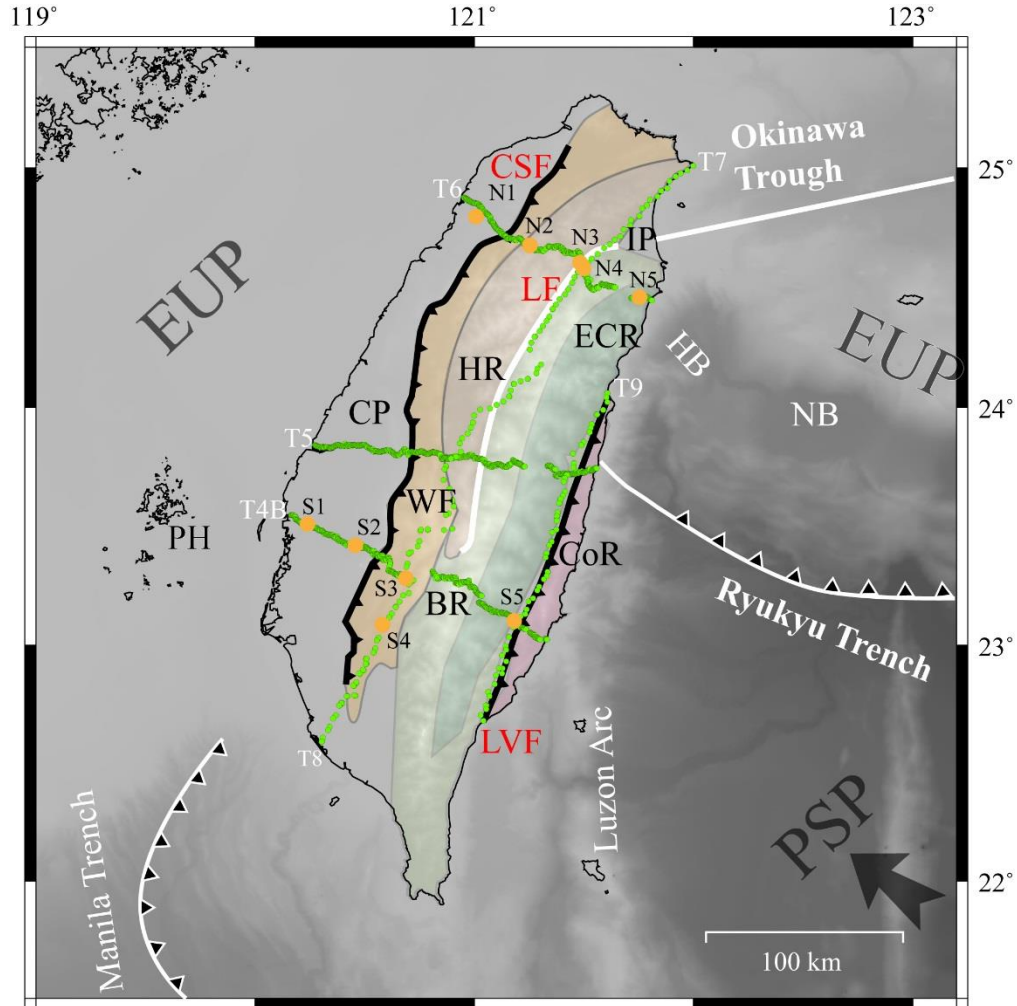 119°
121°
123°
Okinawa
Trough
25°
T7
CSF
T6
N1
N2
N3
IP
N4
LF
N5
EUP
ECR
EUP
HB
HR
T9
24°
NB
CP
T5
WF
T4B
S1
S2
PH
CoR
S3
BR
S5
Ryukyu Trench
S4
23°
LVF
T8
Luzon Arc
PSP
Manila Trench
22°
100 km